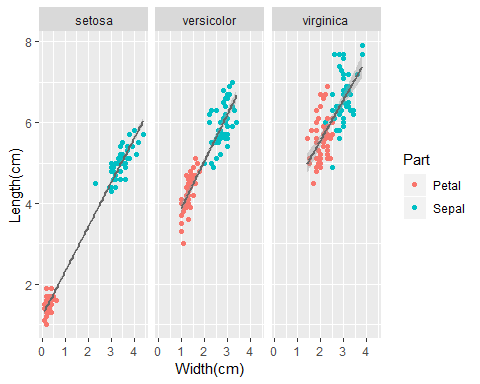 setosa versicolor virginica
8
6
4
2
Length(cm)
0 1 2 3 4 0 1 2 3 4 0 1 2 3 4
Width(cm)
Part
Petal
Sepal